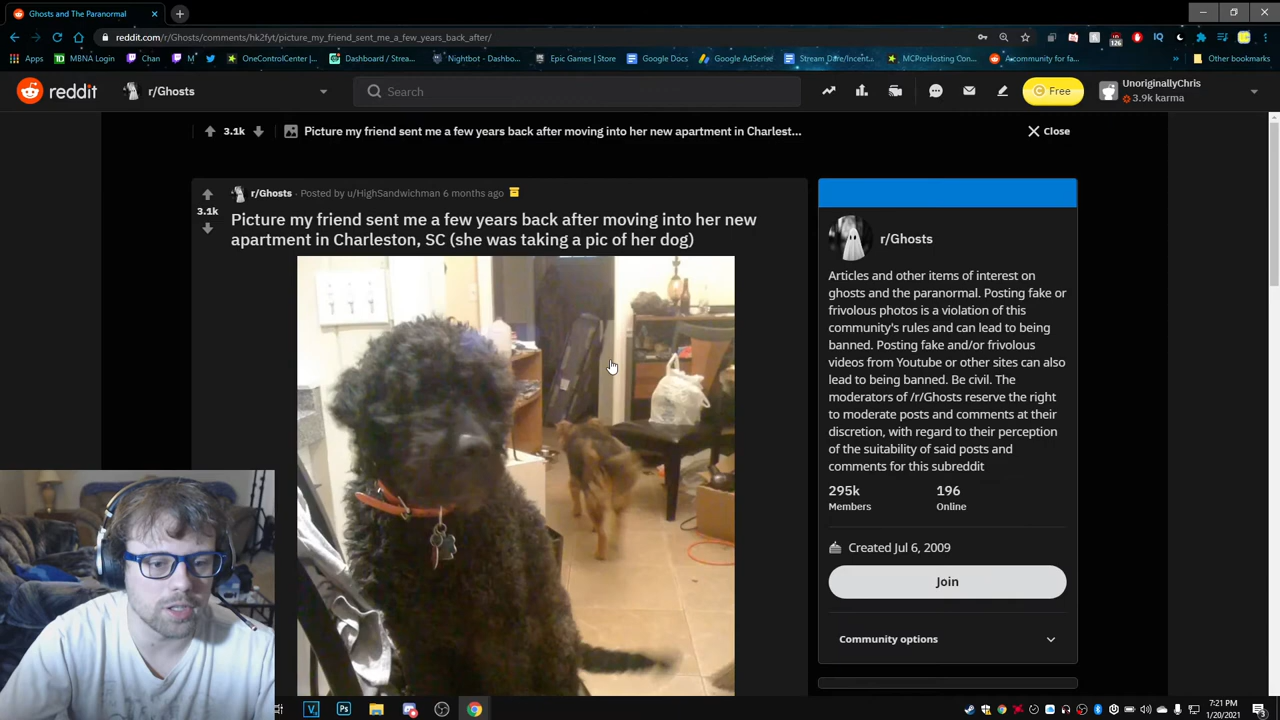 Ghosts and The Paranormal
reddit.com/r/Ghosts/comments/hk2fyt/picture_my_friend_sent_me_a_few_years_back_after/
126
Apps
MBNA Login
Chan
M
OneControlCenter |...
Dashboard / Strea...
Nightbot - Dashbo...
Epic Games | Store
Google Docs
Google AdSense
Stream Date/Incent...
MCProHosting Con...
A community for fa...
»
Other bookmarks
reddit
r/Ghosts
Search
Free
UnoriginallyChris
3.9k karma
3.1k
Picture my friend sent me a few years back after moving into her new apartment in Charlest...
Close
r/Ghosts · Posted by u/HighSandwichman 6 months ago
3.1k
Picture my friend sent me a few years back after moving into her new
apartment in Charleston, SC (she was taking a pic of her dog)
r/Ghosts
Articles and other items of interest on
ghosts and the paranormal. Posting fake or
frivolous photos is a violation of this
community's rules and can lead to being
banned. Posting fake and/or frivolous
videos from Youtube or other sites can also
lead to being banned. Be civil. The
moderators of /r/Ghosts reserve the right
to moderate posts and comments at their
discretion, with regard to their perception
of the suitability of said posts and
comments for this subreddit
295k
Members
196
Online
Created Jul 6, 2009
Join
Community options
7:21 PM
1/20/2021